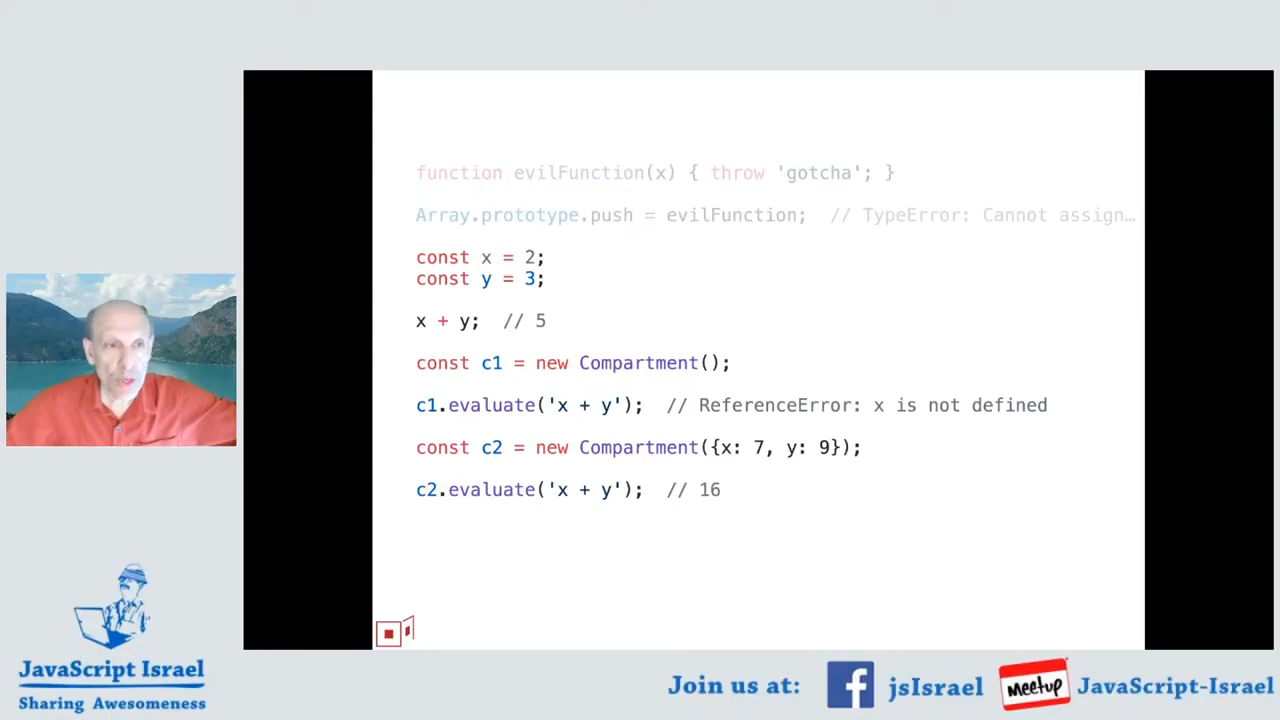 function evilFunction(x) { throw 'gotcha'; }
Array.prototype.push = evilFunction;  // TypeError: Cannot assign…
const x = 2;
const y = 3;
x + y;  // 5
const c1 = new Compartment();
c1.evaluate('x + y');  // ReferenceError: x is not defined
const c2 = new Compartment({x: 7, y: 9});
c2.evaluate('x + y');  // 16
JavaScript Israel
Sharing Awesomeness
Join us at: f jsIsrael meetup JavaScript-Israel